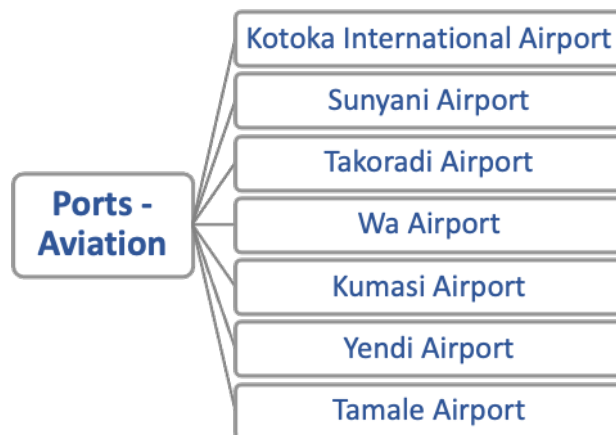 Ports -
Aviation
Kotoka International Airport
Sunyani Airport
Takoradi Airport
Wa Airport
Kumasi Airport
Yendi Airport
Tamale Airport